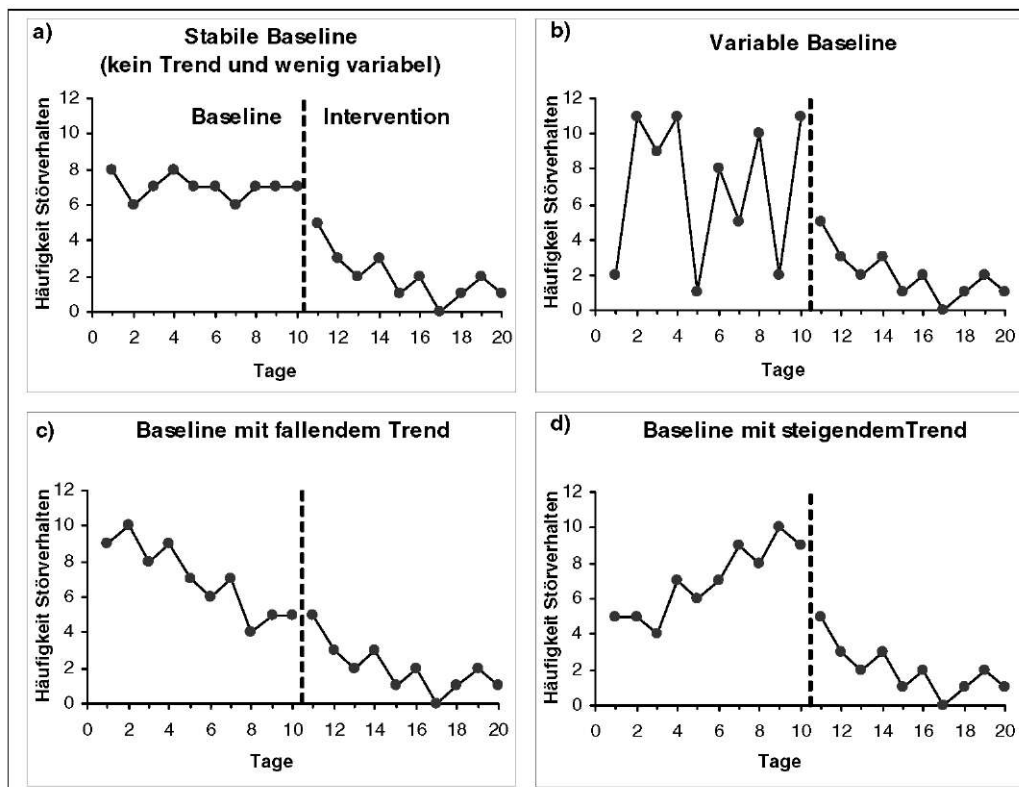 a)
Stabile Baseline
(kein Trend und wenig variabel)
Häufigkeit Störverhalten
12
10
8
6
4
2
0
Baseline
Intervention
0 2 4 6 8 10 12 14 16 18 20
Tage
b)
Variable Baseline
Häufigkeit Störverhalten
12
10
8
6
4
2
0
0 2 4 6 8 10 12 14 16 18 20
Tage
c)
Baseline mit fallendem Trend
Häufigkeit Störverhalten
12
10
8
6
4
2
0
0 2 4 6 8 10 12 14 16 18 20
Tage
d)
Baseline mit steigendemTrend
Häufigkeit Störverhalten
12
10
8
6
4
2
0
0 2 4 6 8 10 12 14 16 18 20
Tage